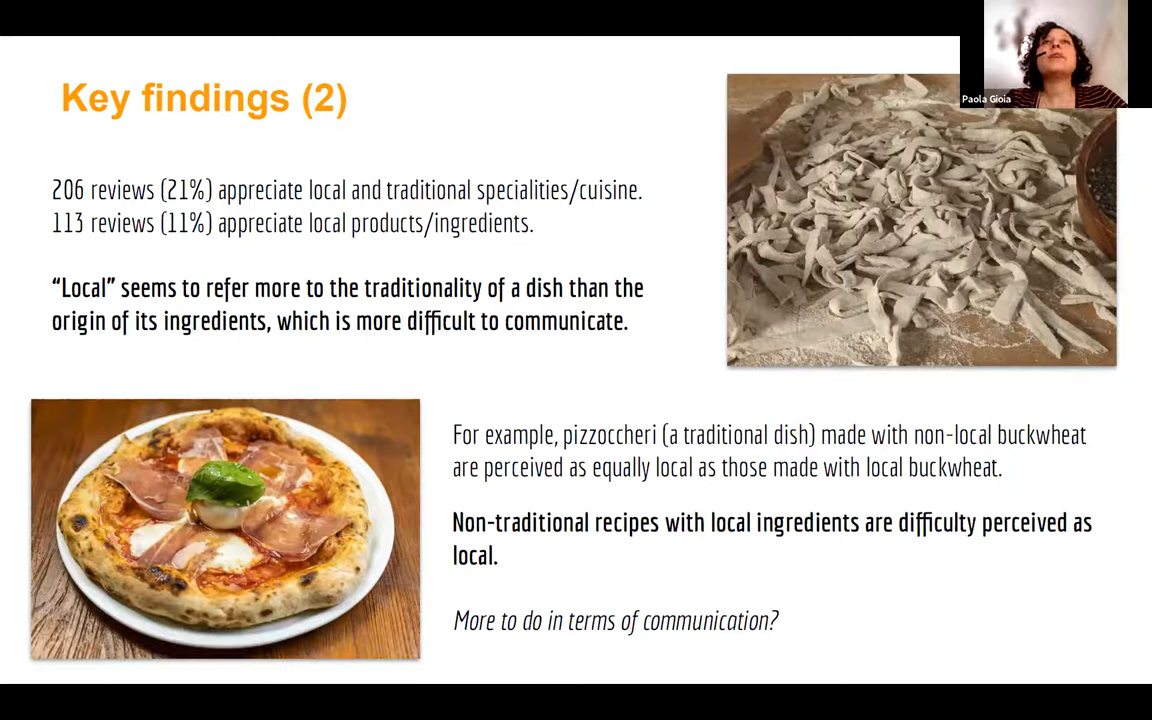 Key findings (2)
Paola Gioia
206 reviews (21%) appreciate local and traditional specialities/cuisine.
113 reviews (11%) appreciate local products/ingredients.
“Local” seems to refer more to the traditionality of a dish than the
origin of its ingredients, which is more difficult to communicate.
For example, pizzoccheri (a traditional dish) made with non-local buckwheat
are perceived as equally local as those made with local buckwheat.
Non-traditional recipes with local ingredients are difficulty perceived as
local.
More to do in terms of communication?